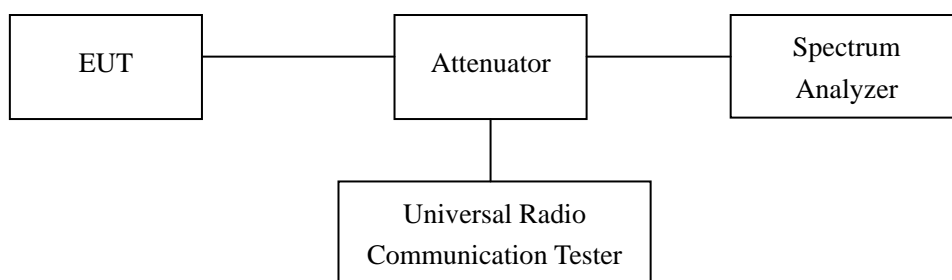 EUT
Attenuator
Spectrum
Analyzer
Universal Radio
Communication Tester